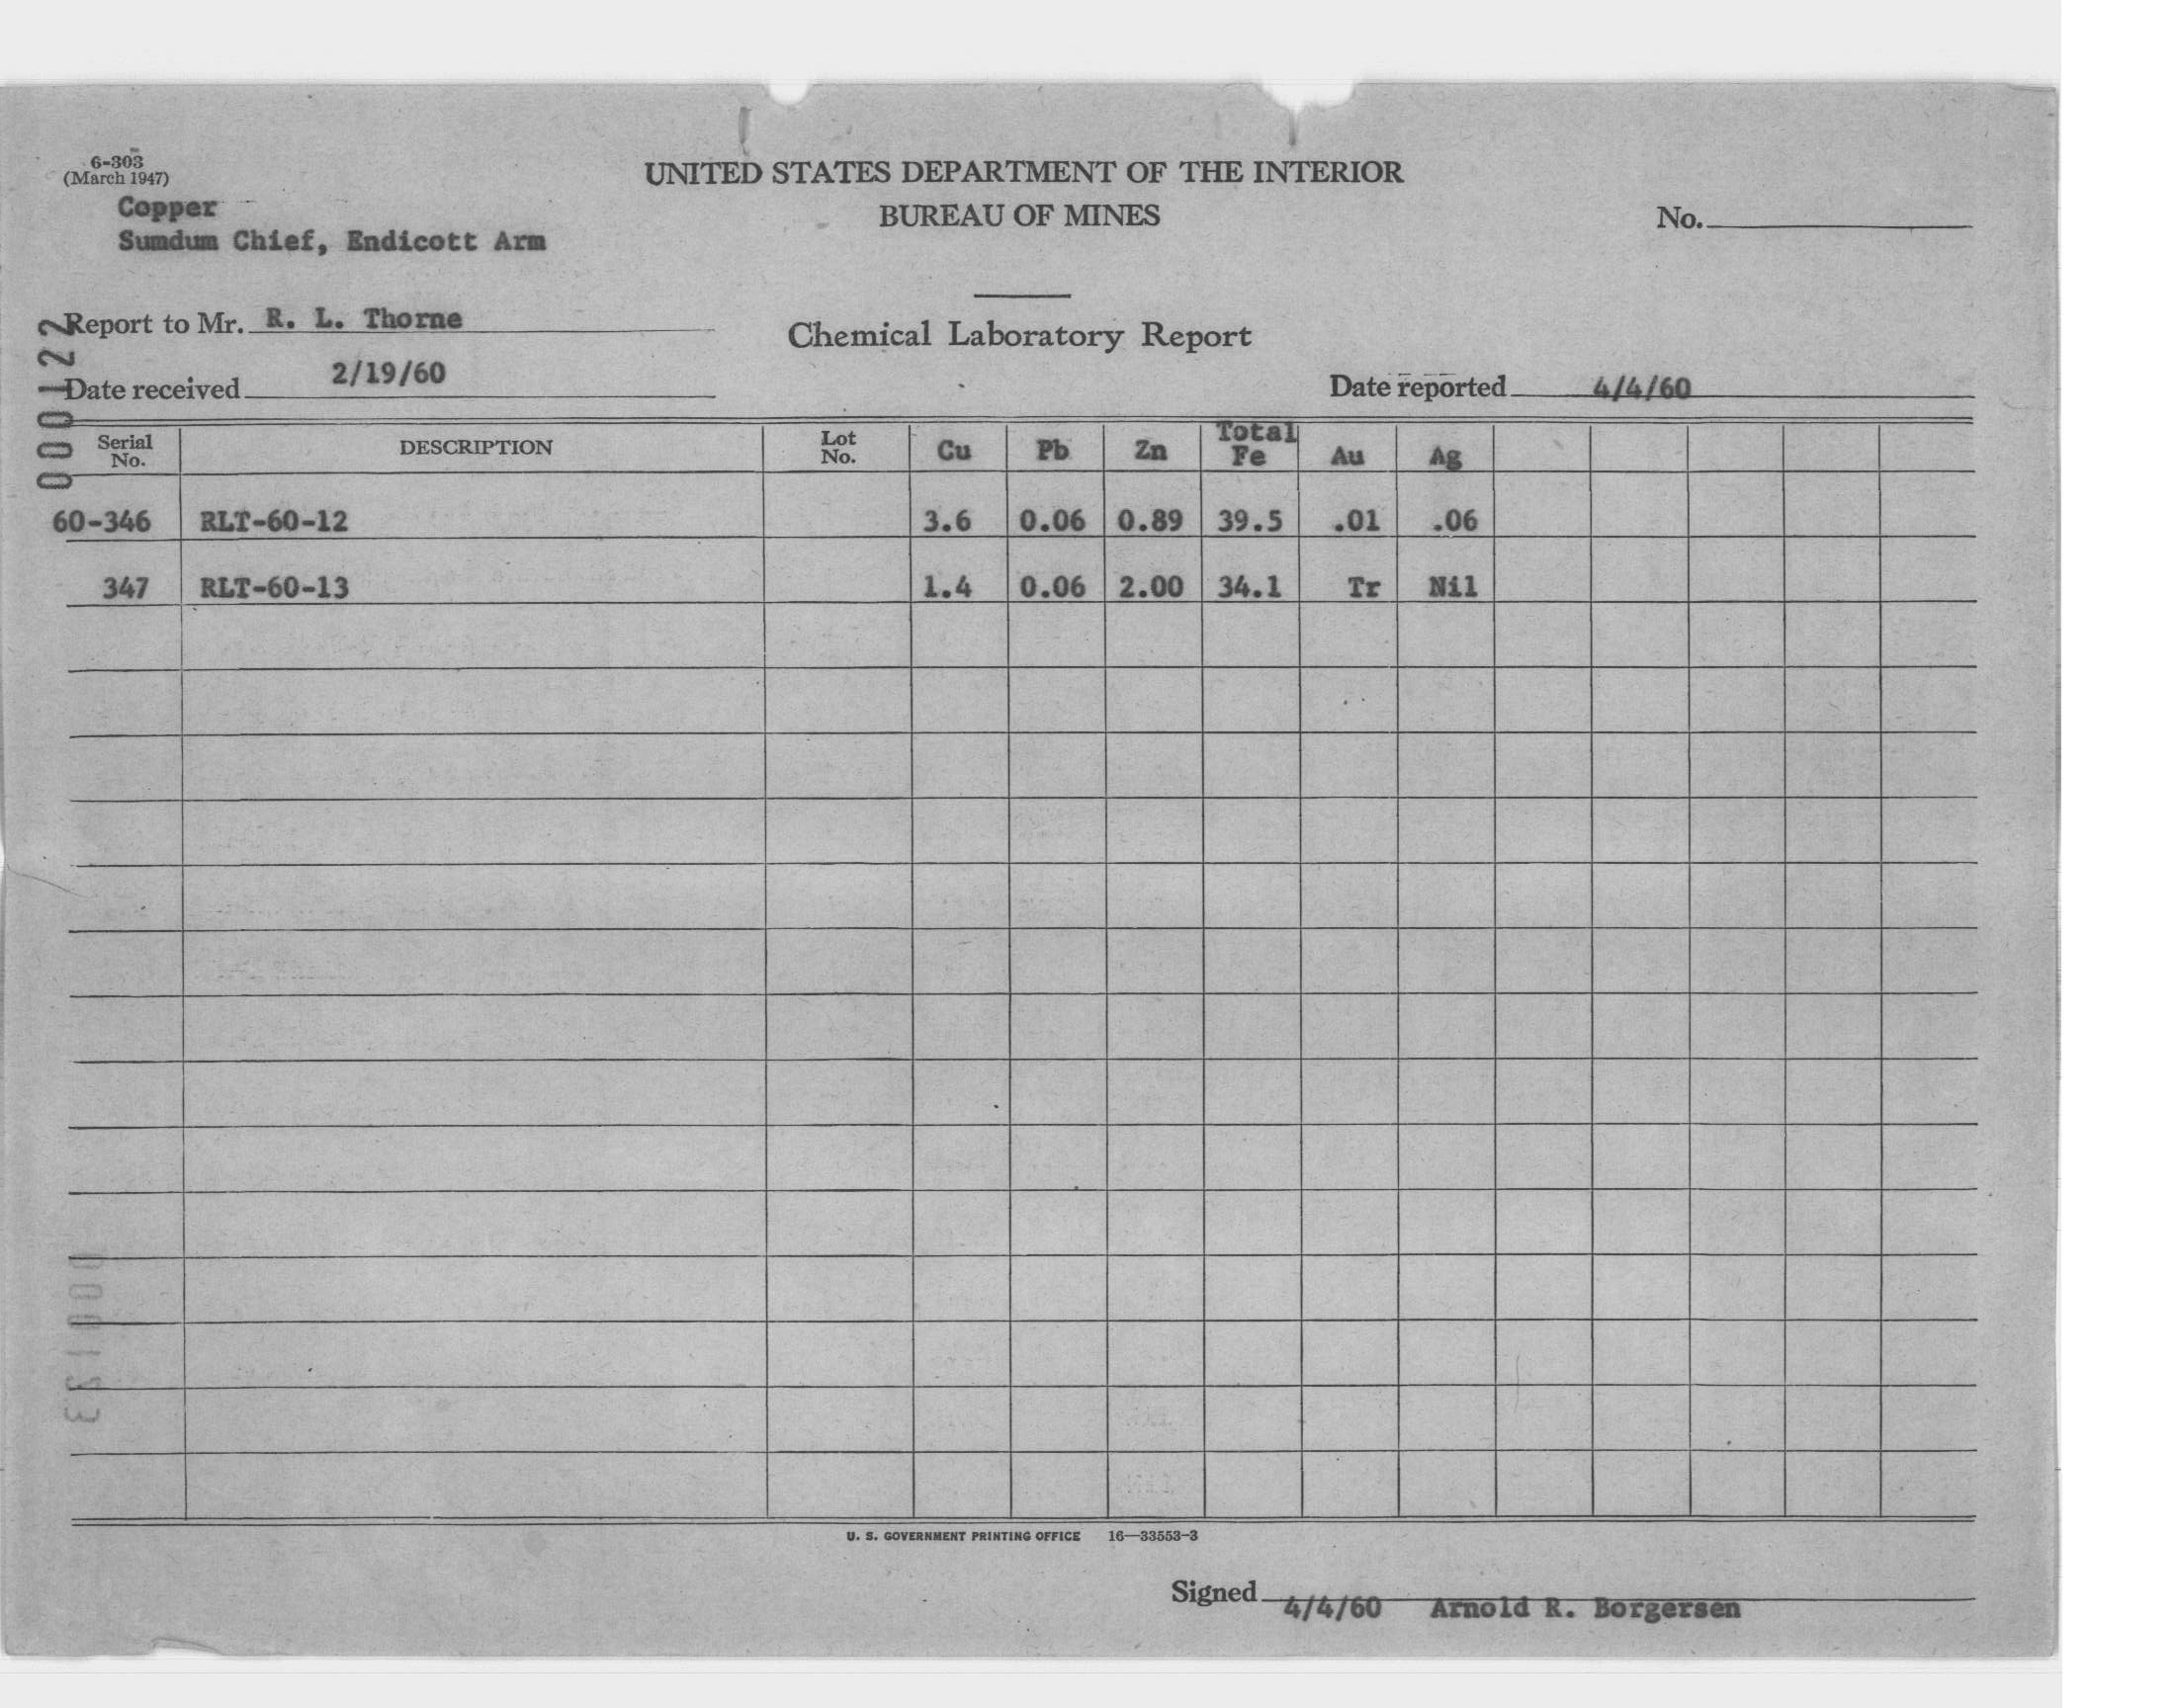 6-303
(March 1947)
UNITED STATES DEPARTMENT OF THE INTERIOR
BUREAU OF MINES
No.
Copper
Sumdum Chief, Endicott Arm
Report to Mr. R. L. Thorne
Chemical Laboratory Report
Date received 2/19/60
Date reported 4/4/60
000122
Serial No. DESCRIPTION Lot No. Cu Pb Zn Total Fe Au Ag
60-346 RLT-60-12 3.6 0.06 0.89 39.5 .01 .06
347 RLT-60-13 1.4 0.06 2.00 34.1 Tr Nil
U. S. GOVERNMENT PRINTING OFFICE 16—33553-3
Signed 4/4/60 Arnold R. Borgersen